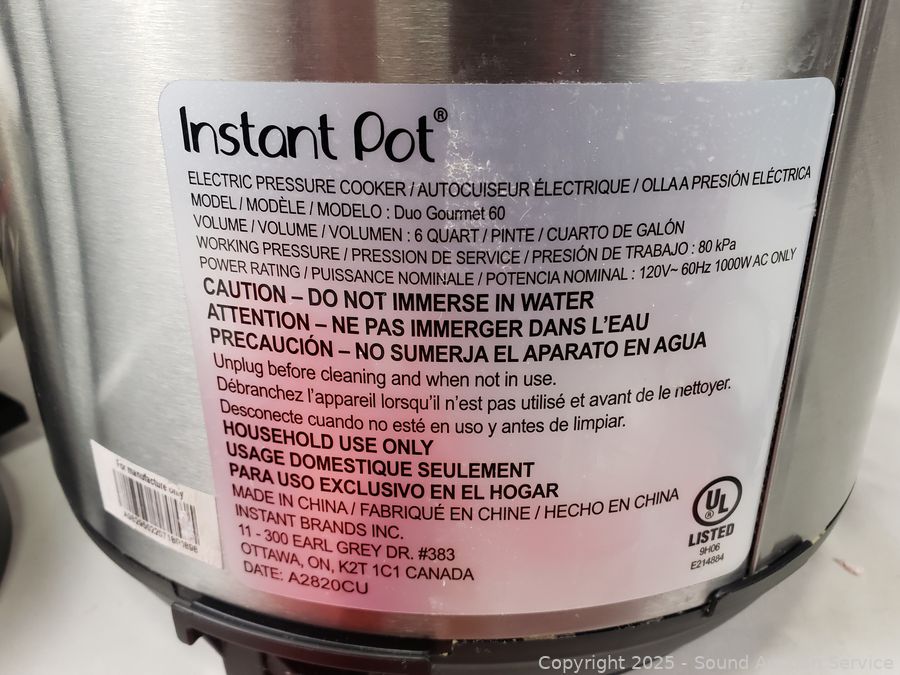 Instant Pot®
ELECTRIC PRESSURE COOKER / AUTOCUISEUR ÉLECTRIQUE / OLLA A PRESIÓN ELÉCTRICA
MODEL / MODÈLE / MODELO : Duo Gourmet 60
VOLUME / VOLUME / VOLUMEN : 6 QUART / PINTE / CUARTO DE GALÓN
WORKING PRESSURE / PRESSION DE SERVICE / PRESIÓN DE TRABAJO : 80 kPa
POWER RATING / PUISSANCE NOMINALE / POTENCIA NOMINAL : 120V~ 60Hz 1000W AC ONLY
CAUTION – DO NOT IMMERSE IN WATER
ATTENTION – NE PAS IMMERGER DANS L'EAU
PRECAUCIÓN – NO SUMERJA EL APARATO EN AGUA
Unplug before cleaning and when not in use.
Débranchez l'appareil lorsqu'il n'est pas utilisé et avant de le nettoyer.
Desconecte cuando no esté en uso y antes de limpiar.
HOUSEHOLD USE ONLY
USAGE DOMESTIQUE SEULEMENT
PARA USO EXCLUSIVO EN EL HOGAR
MADE IN CHINA / FABRIQUÉ EN CHINE / HECHO EN CHINA
INSTANT BRANDS INC.
11 - 300 EARL GREY DR. #383
OTTAWA, ON, K2T 1C1 CANADA
DATE: A2820CU
UL
LISTED
9H06
E214884
For manufacture only
Copyright 2025 - Sound Auction Service